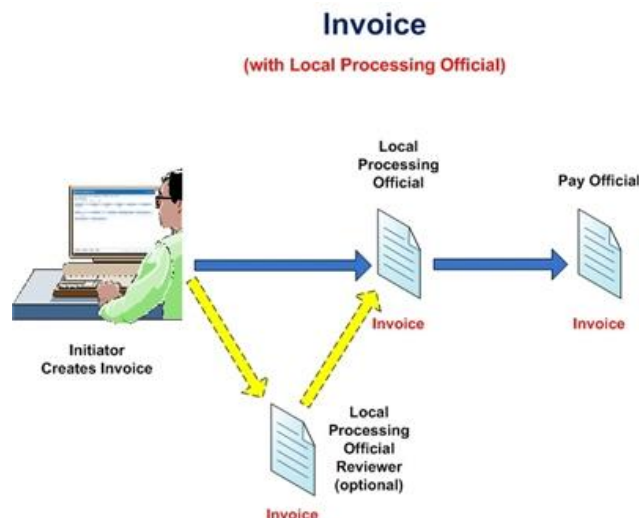 Invoice
(with Local Processing Official)
Local
Processing
Official
Pay Official
Invoice
Invoice
Initiator
Creates Invoice
Local
Processing
Official
Reviewer
(optional)
Invoice